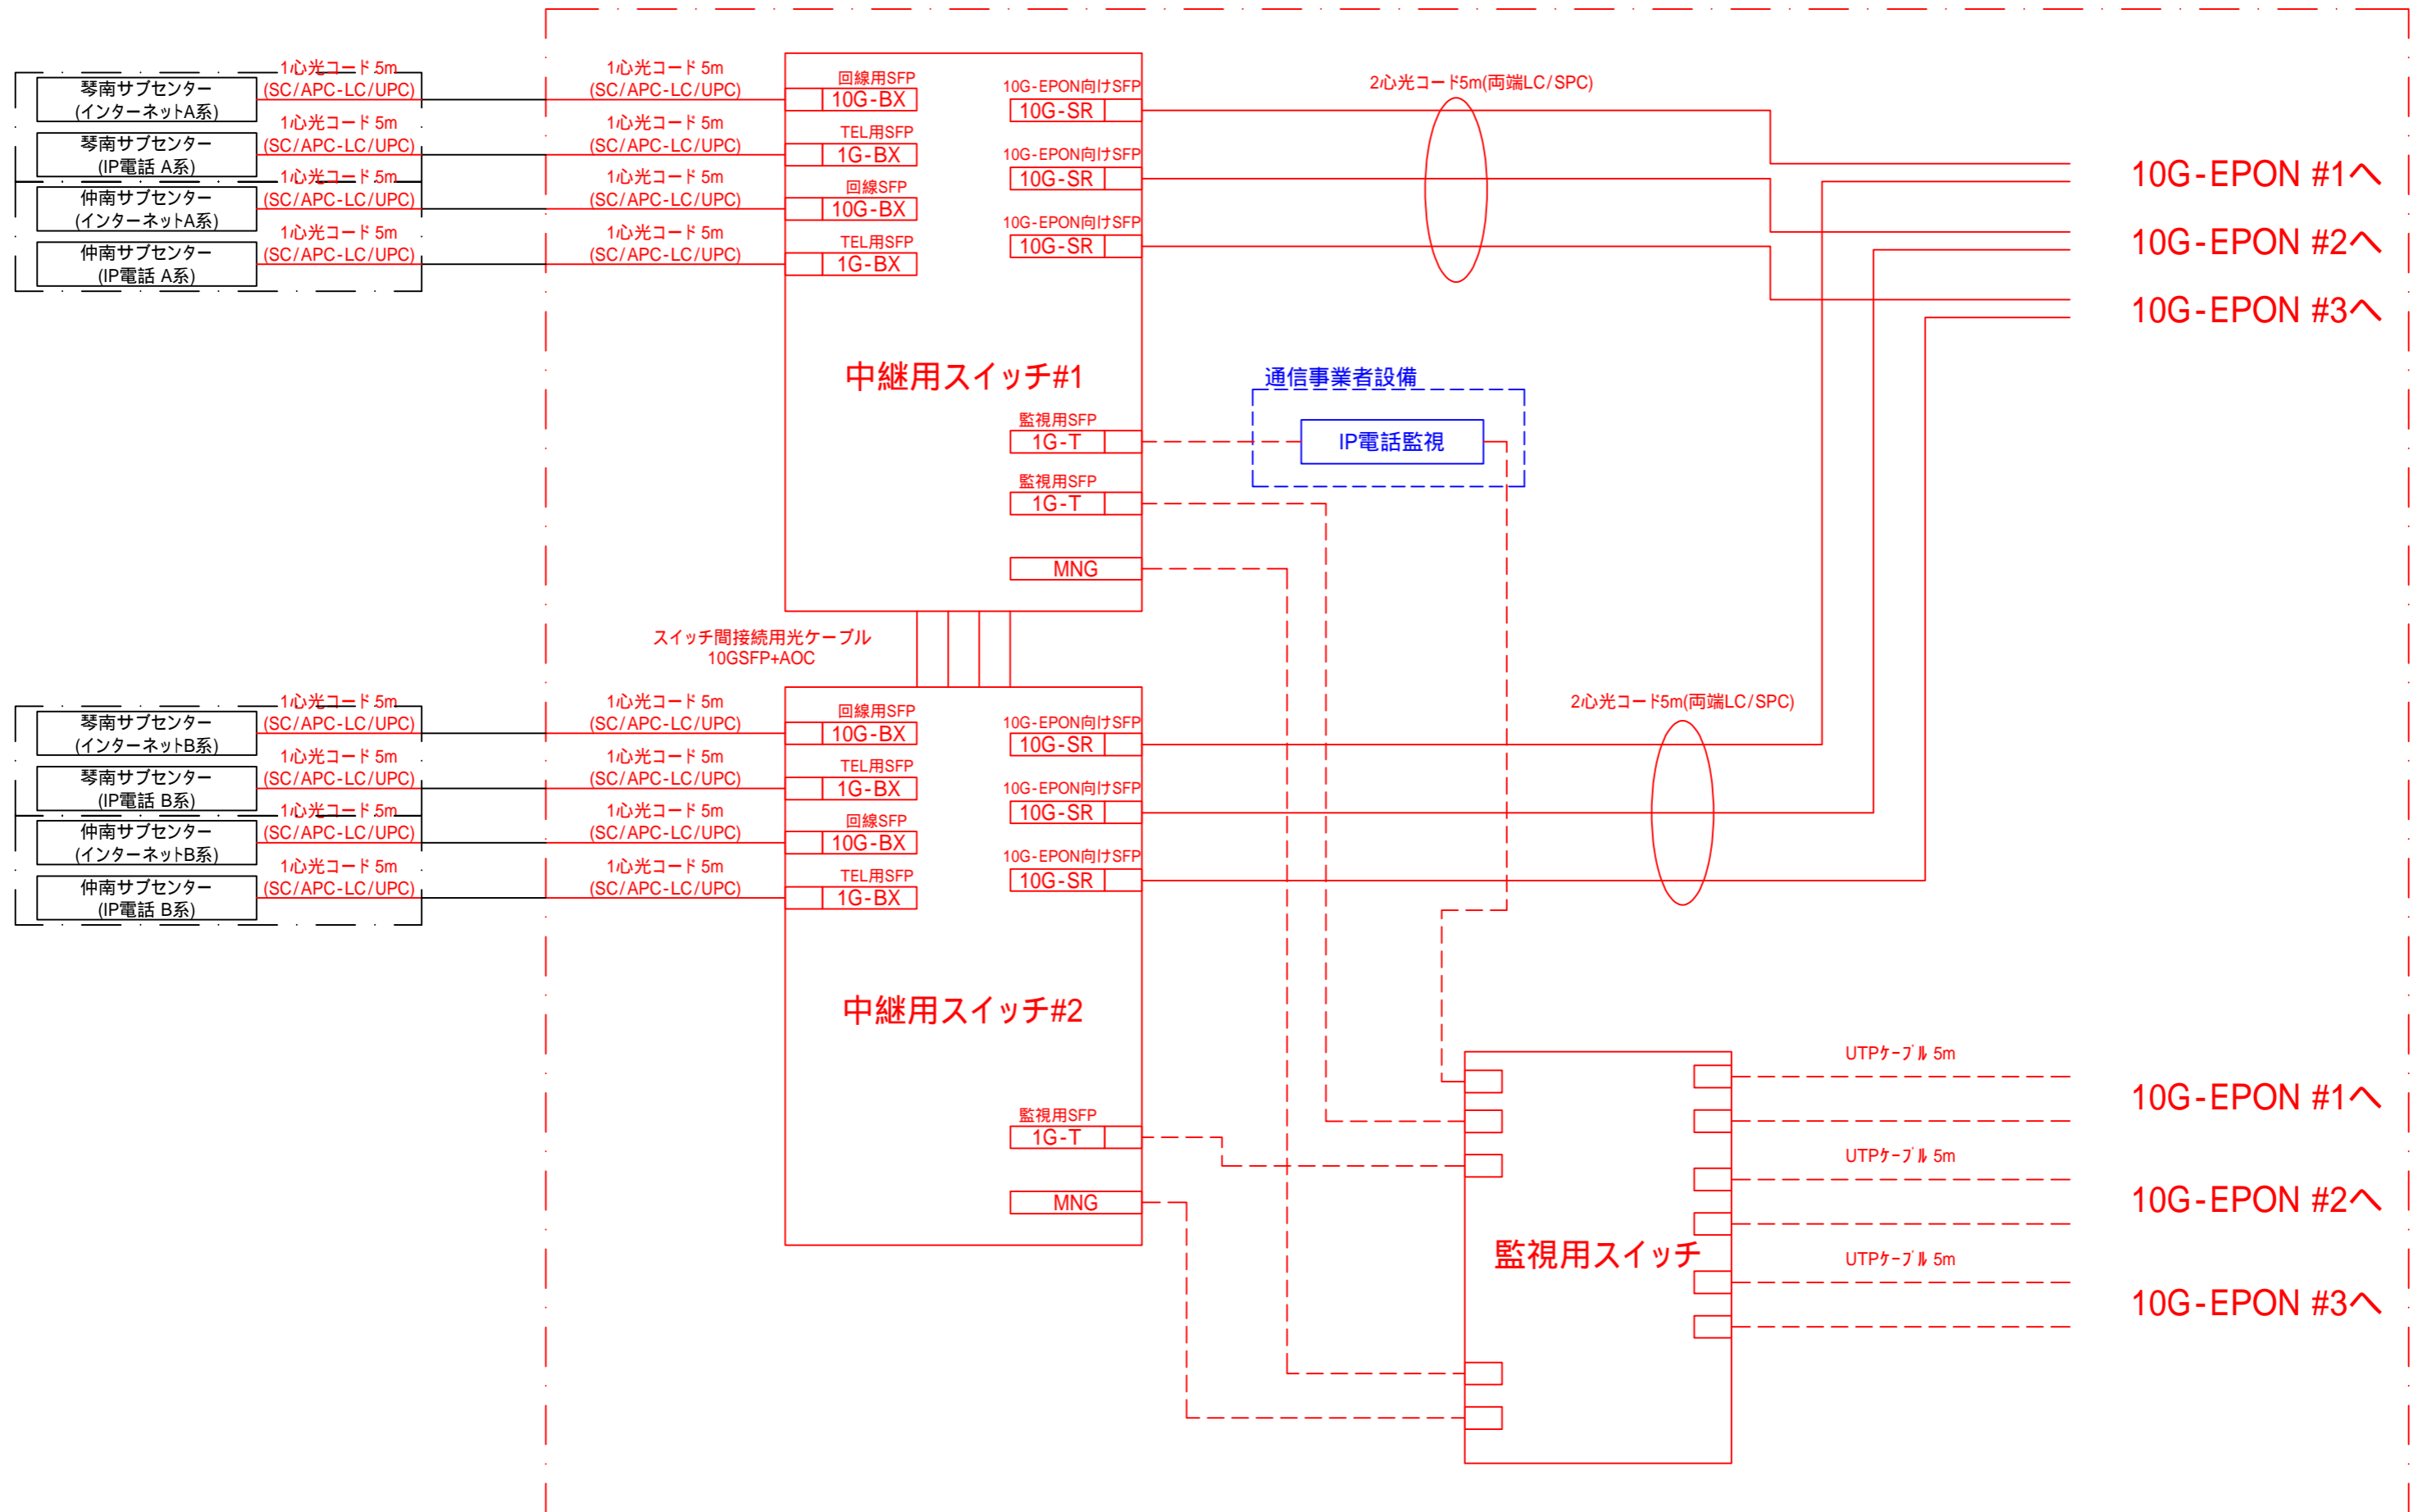 1心光コード 5m
(SC/APC-LC/UPC)
琴南サブセンター
(インターネットA系)
1心光コード 5m
(SC/APC-LC/UPC)
琴南サブセンター
(IP電話 A系)
1心光コード 5m
(SC/APC-LC/UPC)
仲南サブセンター
(インターネットA系)
1心光コード 5m
(SC/APC-LC/UPC)
仲南サブセンター
(IP電話 A系)
1心光コード 5m
(SC/APC-LC/UPC)
1心光コード 5m
(SC/APC-LC/UPC)
1心光コード 5m
(SC/APC-LC/UPC)
1心光コード 5m
(SC/APC-LC/UPC)
回線用SFP
10G-BX
TEL用SFP
1G-BX
回線SFP
10G-BX
TEL用SFP
1G-BX
10G-EPON向けSFP
10G-SR
10G-EPON向けSFP
10G-SR
10G-EPON向けSFP
10G-SR
中継用スイッチ#1
監視用SFP
1G-T
監視用SFP
1G-T
MNG
2心光コード5m(両端LC/SPC)
10G-EPON #1へ
10G-EPON #2へ
10G-EPON #3へ
通信事業者設備
IP電話監視
スイッチ間接続用光ケーブル
10GSFP+AOC
1心光コード 5m
(SC/APC-LC/UPC)
琴南サブセンター
(インターネットB系)
1心光コード 5m
(SC/APC-LC/UPC)
琴南サブセンター
(IP電話 B系)
1心光コード 5m
(SC/APC-LC/UPC)
仲南サブセンター
(インターネットB系)
1心光コード 5m
(SC/APC-LC/UPC)
仲南サブセンター
(IP電話 B系)
1心光コード 5m
(SC/APC-LC/UPC)
1心光コード 5m
(SC/APC-LC/UPC)
1心光コード 5m
(SC/APC-LC/UPC)
1心光コード 5m
(SC/APC-LC/UPC)
回線用SFP
10G-BX
TEL用SFP
1G-BX
回線SFP
10G-BX
TEL用SFP
1G-BX
10G-EPON向けSFP
10G-SR
10G-EPON向けSFP
10G-SR
10G-EPON向けSFP
10G-SR
中継用スイッチ#2
監視用SFP
1G-T
MNG
2心光コード5m(両端LC/SPC)
監視用スイッチ
UTPｹｰﾌﾞﾙ 5m
10G-EPON #1へ
UTPｹｰﾌﾞﾙ 5m
10G-EPON #2へ
UTPｹｰﾌﾞﾙ 5m
10G-EPON #3へ